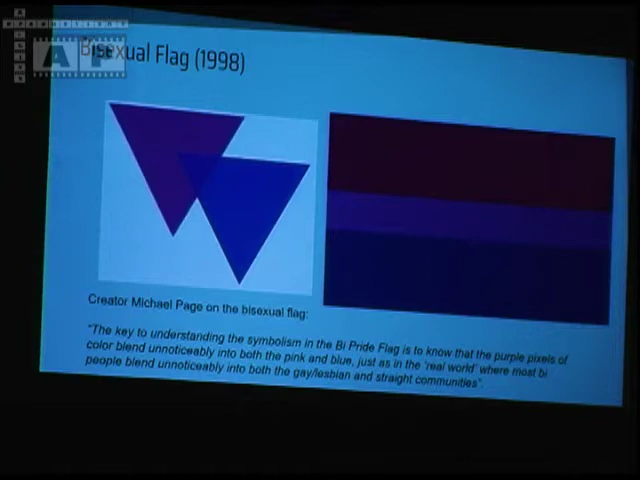 Bisexual Flag (1998)
Creator Michael Page on the bisexual flag:
"The key to understanding the symbolism in the Bi Pride Flag is to know that the purple pixels of
color blend unnoticeably into both the pink and blue, just as in the 'real world' where most bi
people blend unnoticeably into both the gay/lesbian and straight communities".